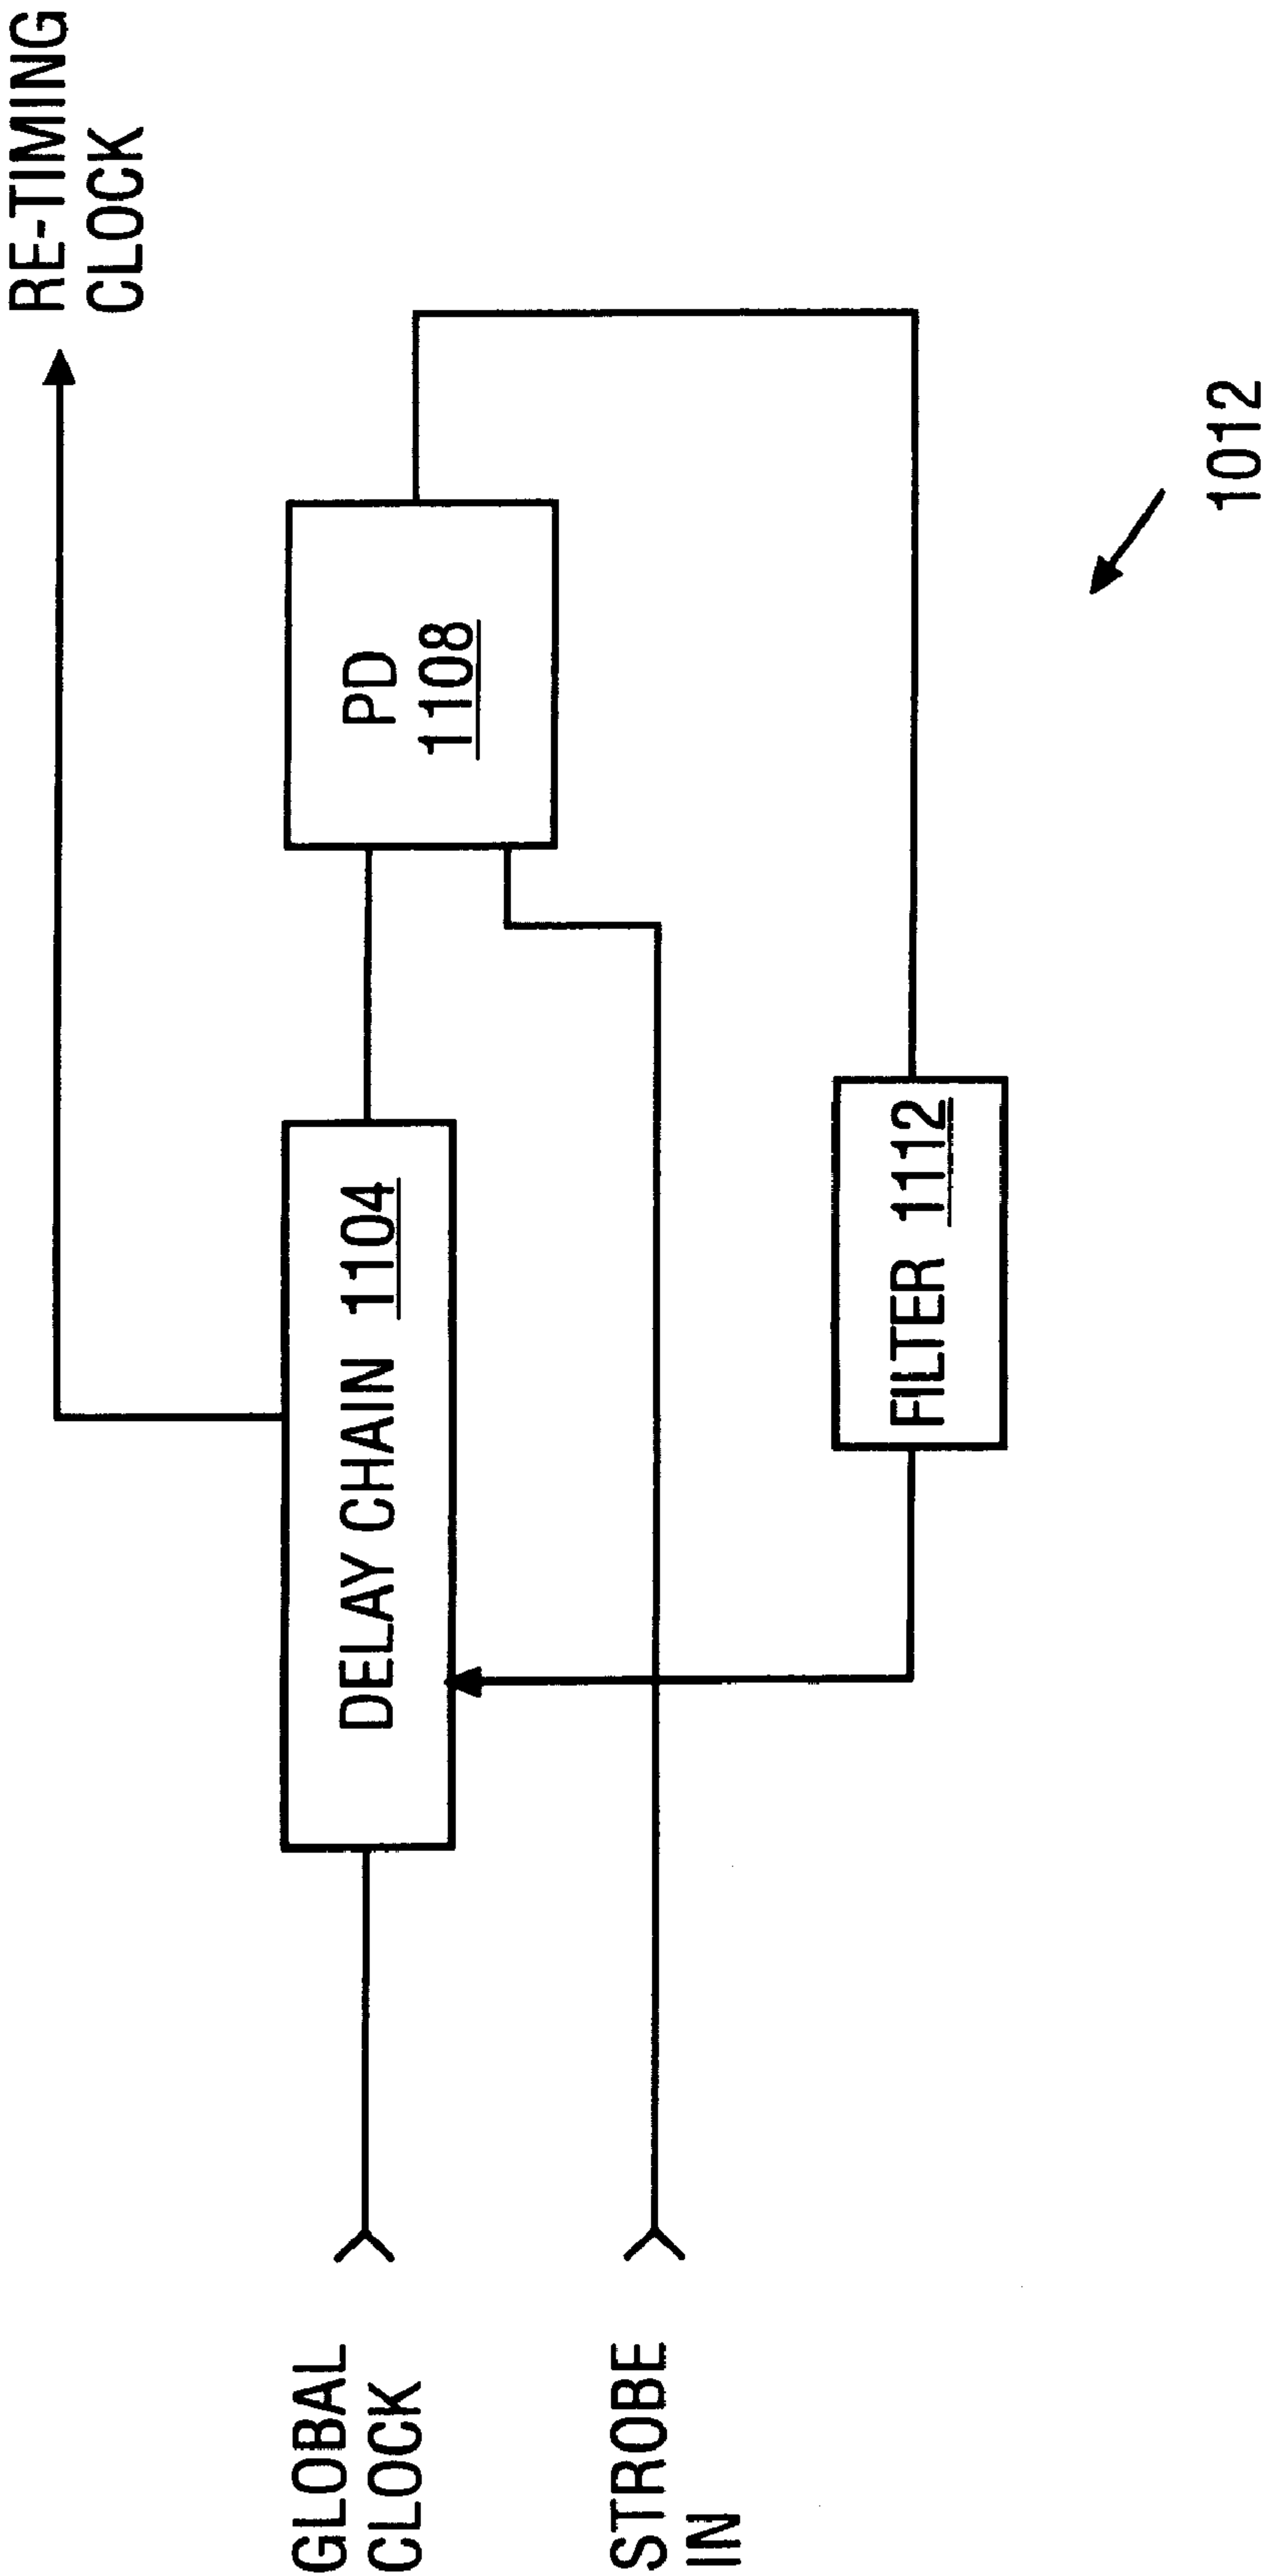 RE-TIMING
CLOCK
GLOBAL
CLOCK
DELAY CHAIN 1104
PD
1108
STROBE
IN
FILTER 1112
1012